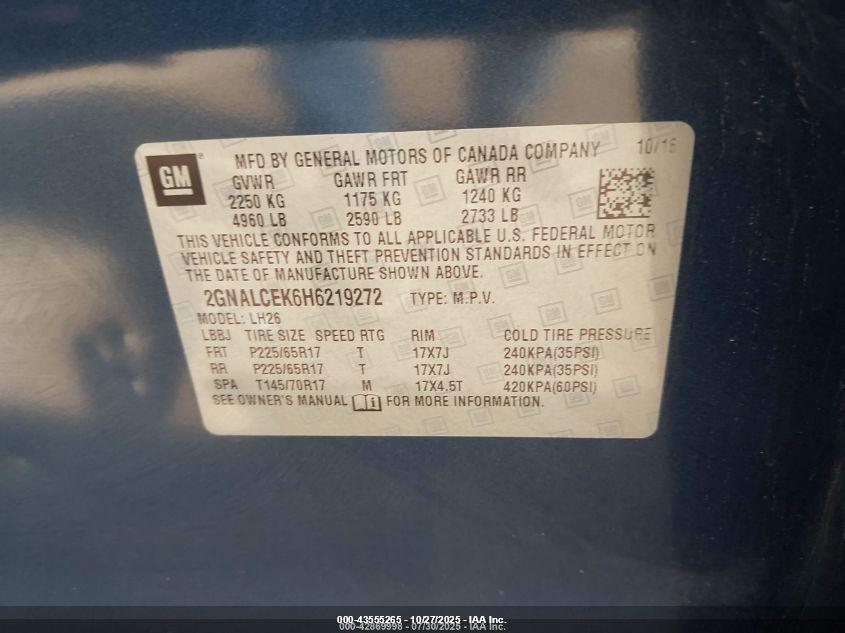 GM MFD BY GENERAL MOTORS OF CANADA COMPANY 10/16
GVWR GAWR FRT GAWR RR
2250 KG 1175 KG 1240 KG
4960 LB 2590 LB 2733 LB
THIS VEHICLE CONFORMS TO ALL APPLICABLE U.S. FEDERAL MOTOR
VEHICLE SAFETY AND THEFT PREVENTION STANDARDS IN EFFECT ON
THE DATE OF MANUFACTURE SHOWN ABOVE.
2GNALCEK6H6219272 TYPE: M.P.V.
MODEL: LH26
LBBJ TIRE SIZE SPEED RTG RIM COLD TIRE PRESSURE
FRT P225/65R17 T 17X7J 240KPA(35PSI)
RR P225/65R17 T 17X7J 240KPA(35PSI)
SPA T145/70R17 M 17X4.5T 420KPA(60PSI)
SEE OWNER'S MANUAL FOR MORE INFORMATION.
000-43555265 - 10/27/2025 - IAA Inc.
000-42869998 - 07/30/2025 - IAA Inc.